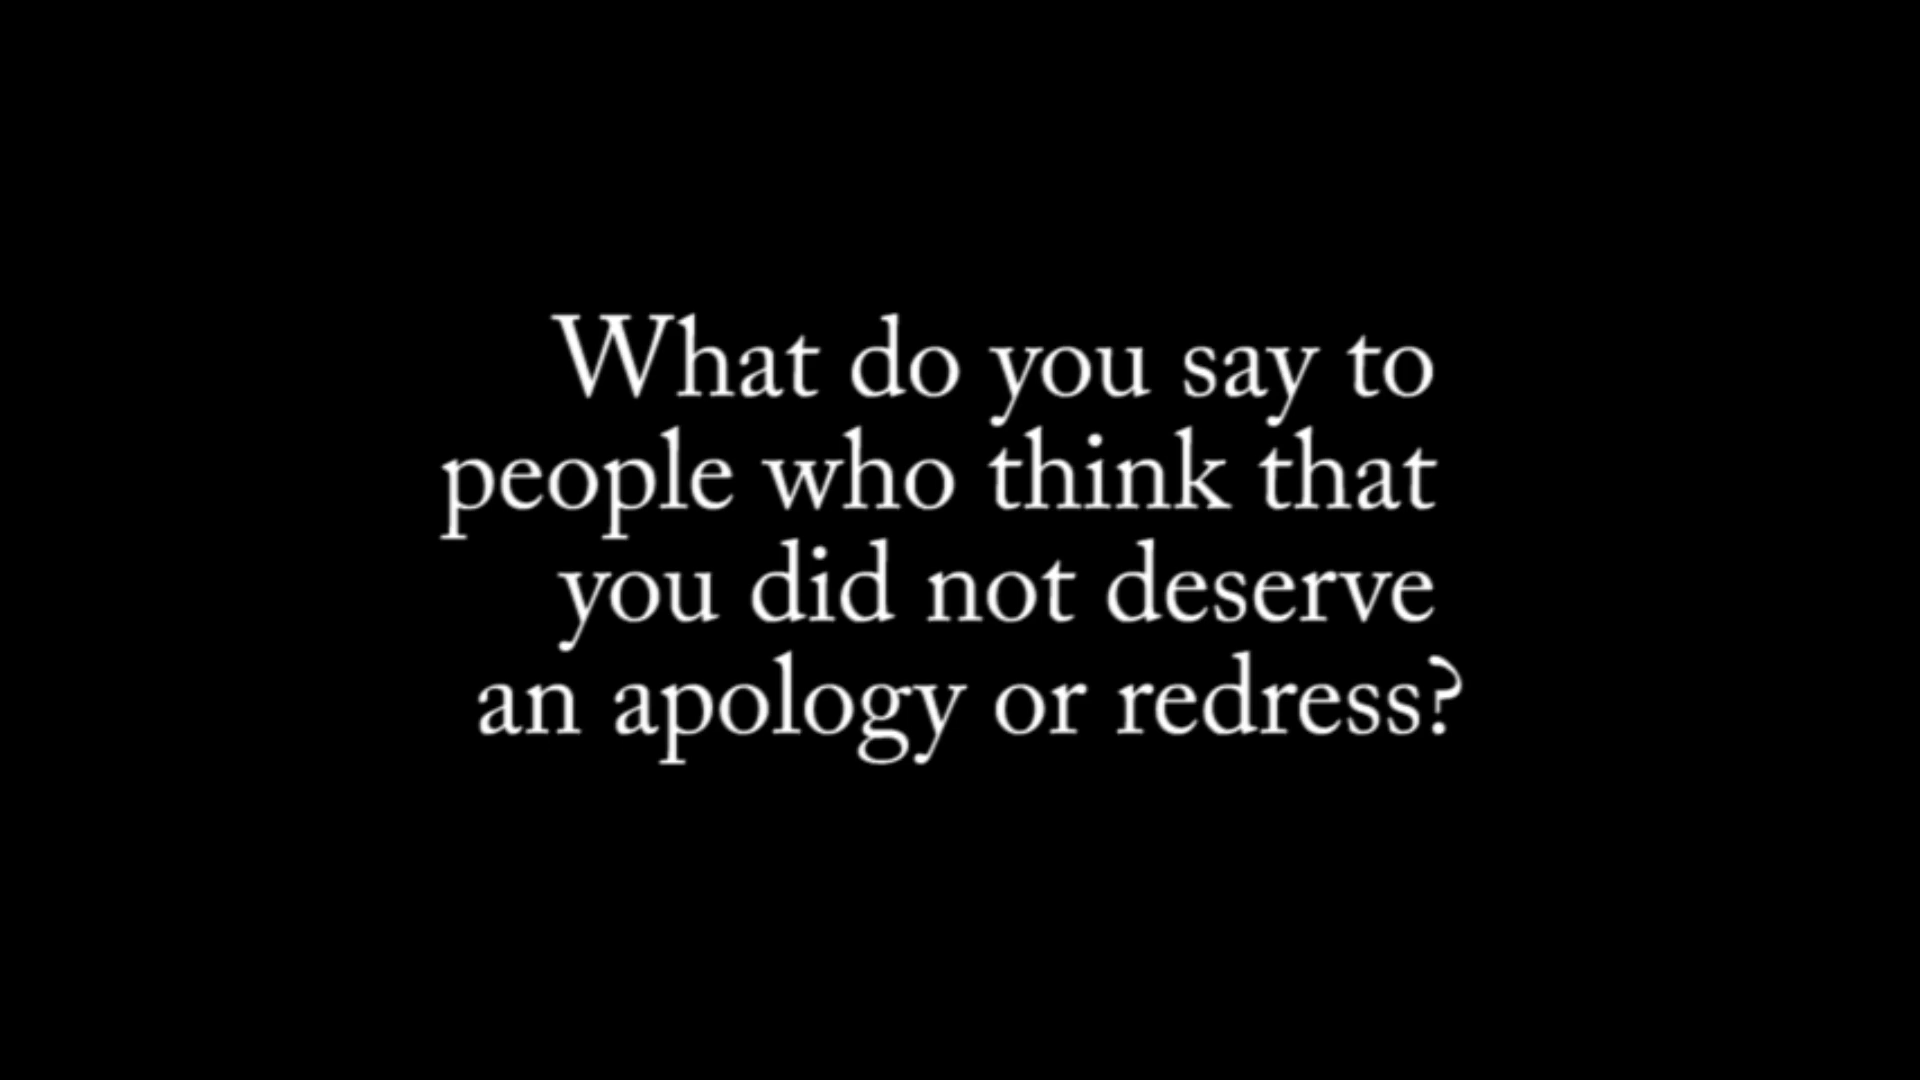 What do you say to
people who think that
you did not deserve
an apology or redress?